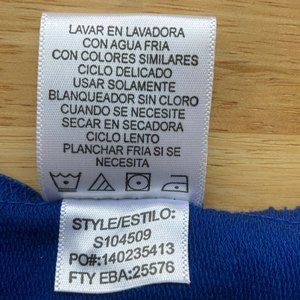 LAVAR EN LAVADORA
CON AGUA FRIA
CON COLORES SIMILARES
CICLO DELICADO
USAR SOLAMENTE
BLANQUEADOR SIN CLORO
CUANDO SE NECESITE
SECAR EN SECADORA
CICLO LENTO
PLANCHAR FRIA SI SE
NECESITA
STYLE/ESTILO:
S104509
PO#:140235413
FTY EBA:25576